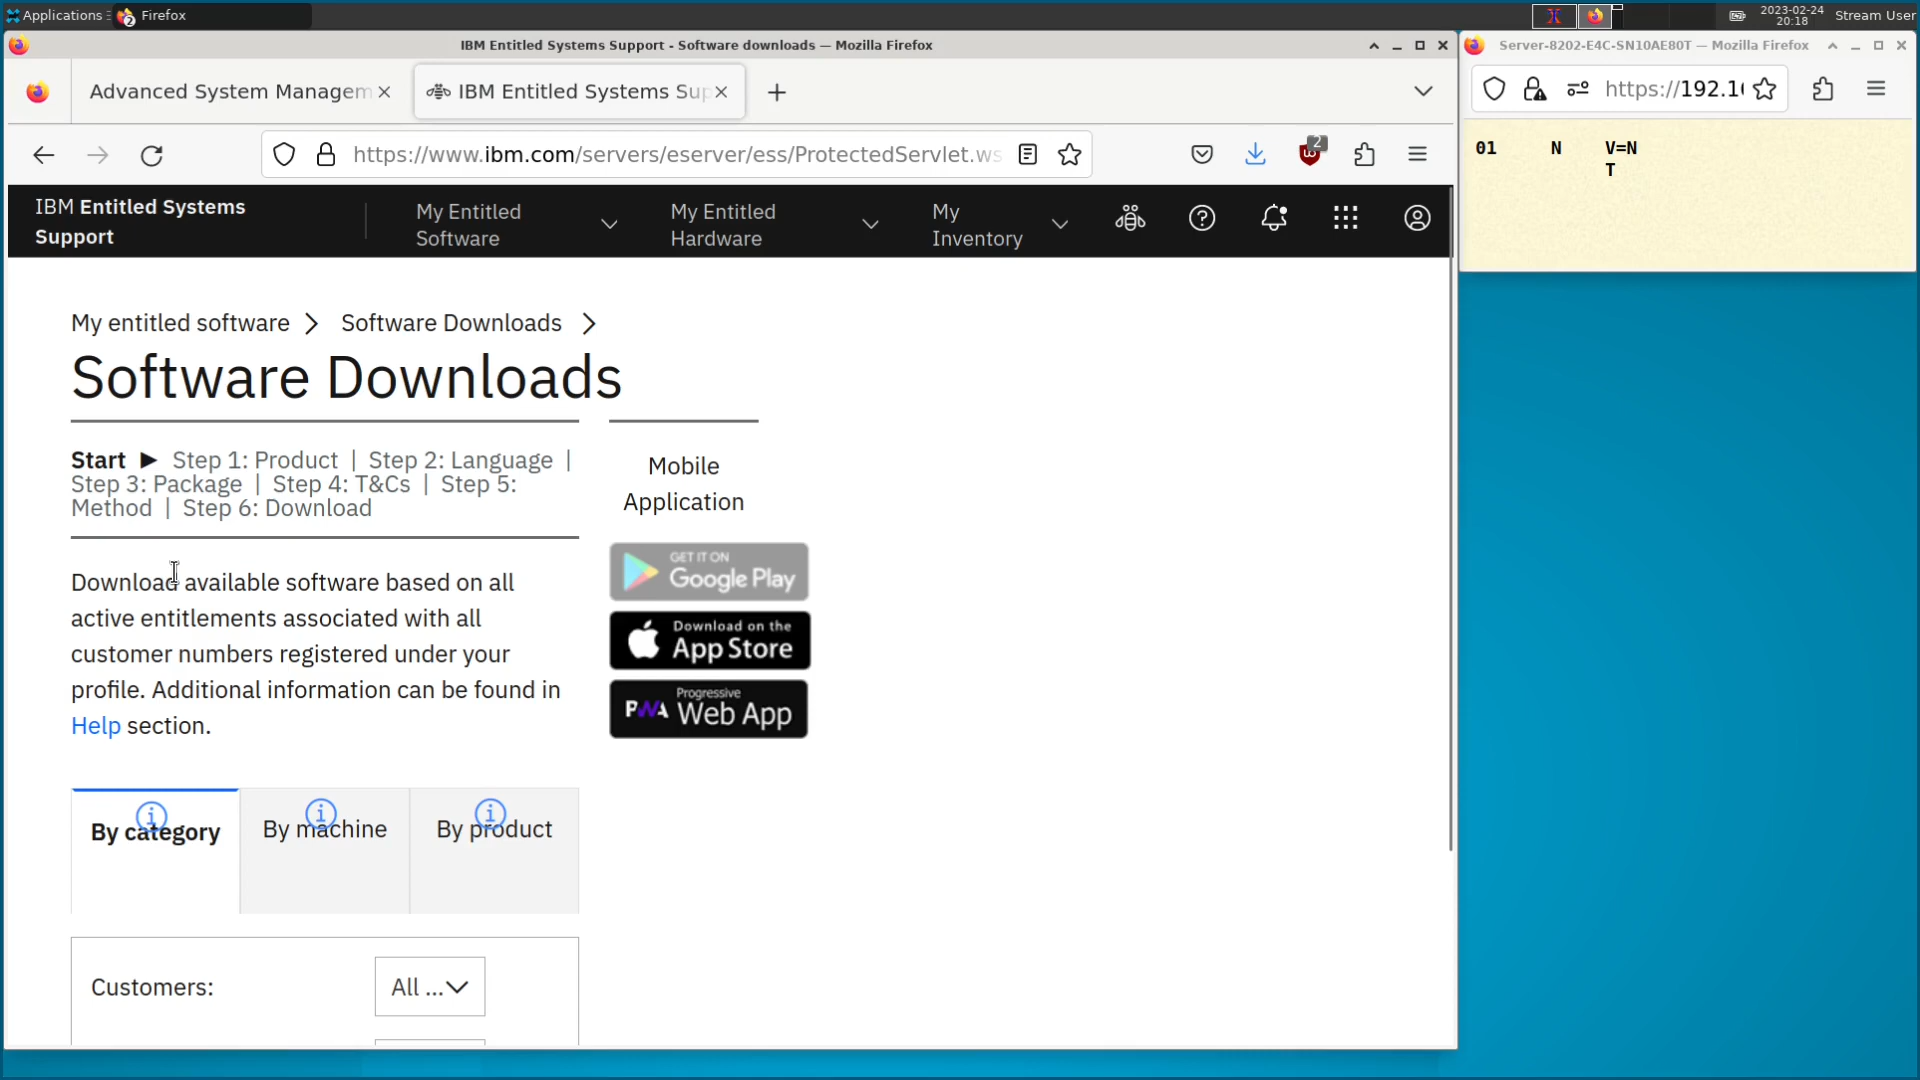 Applications
2
Firefox
2023-02-24
20:18
Stream User
IBM Entitled Systems Support - Software downloads — Mozilla Firefox
Server-8202-E4C-SN10AE80T — Mozilla Firefox
Advanced System Managem
IBM Entitled Systems Sup
https://www.ibm.com/servers/eserver/ess/ProtectedServlet.ws
2
https://192.1
01 N V=N
T
IBM Entitled Systems
Support
My Entitled
Software
My Entitled
Hardware
My
Inventory
My entitled software
Software Downloads
Software Downloads
Start ► Step 1: Product | Step 2: Language |
Step 3: Package | Step 4: T&Cs | Step 5:
Method | Step 6: Download
Mobile
Application
GET IT ON
Google Play
Download on the
App Store
Progressive
PWA Web App
Download available software based on all
active entitlements associated with all
customer numbers registered under your
profile. Additional information can be found in
Help section.
By category
By machine
By product
Customers:
All ...